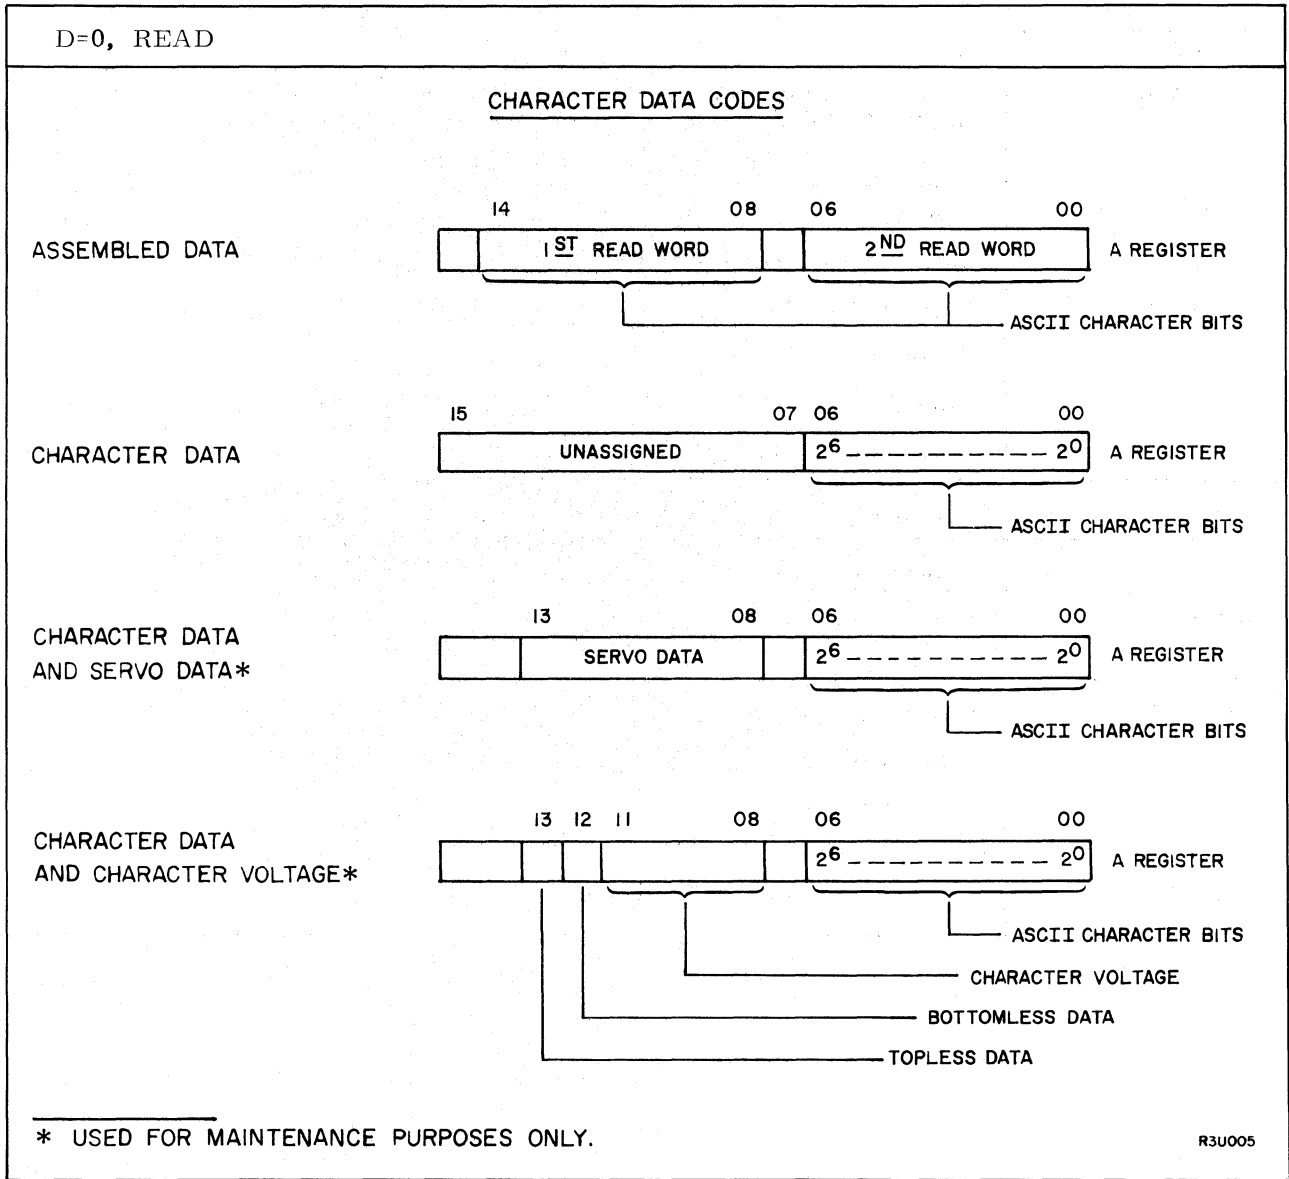 D=0, READ
CHARACTER DATA CODES
14 08 06 00
ASSEMBLED DATA 1ST READ WORD 2ND READ WORD A REGISTER
ASCII CHARACTER BITS
15 07 06 00
CHARACTER DATA UNASSIGNED 2⁶ ---------- 2⁰ A REGISTER
ASCII CHARACTER BITS
13 08 06 00
CHARACTER DATA
AND SERVO DATA* SERVO DATA 2⁶ ---------- 2⁰ A REGISTER
ASCII CHARACTER BITS
13 12 11 08 06 00
CHARACTER DATA
AND CHARACTER VOLTAGE* 2⁶ ---------- 2⁰ A REGISTER
ASCII CHARACTER BITS
CHARACTER VOLTAGE
BOTTOMLESS DATA
TOPLESS DATA
* USED FOR MAINTENANCE PURPOSES ONLY.
R3U005